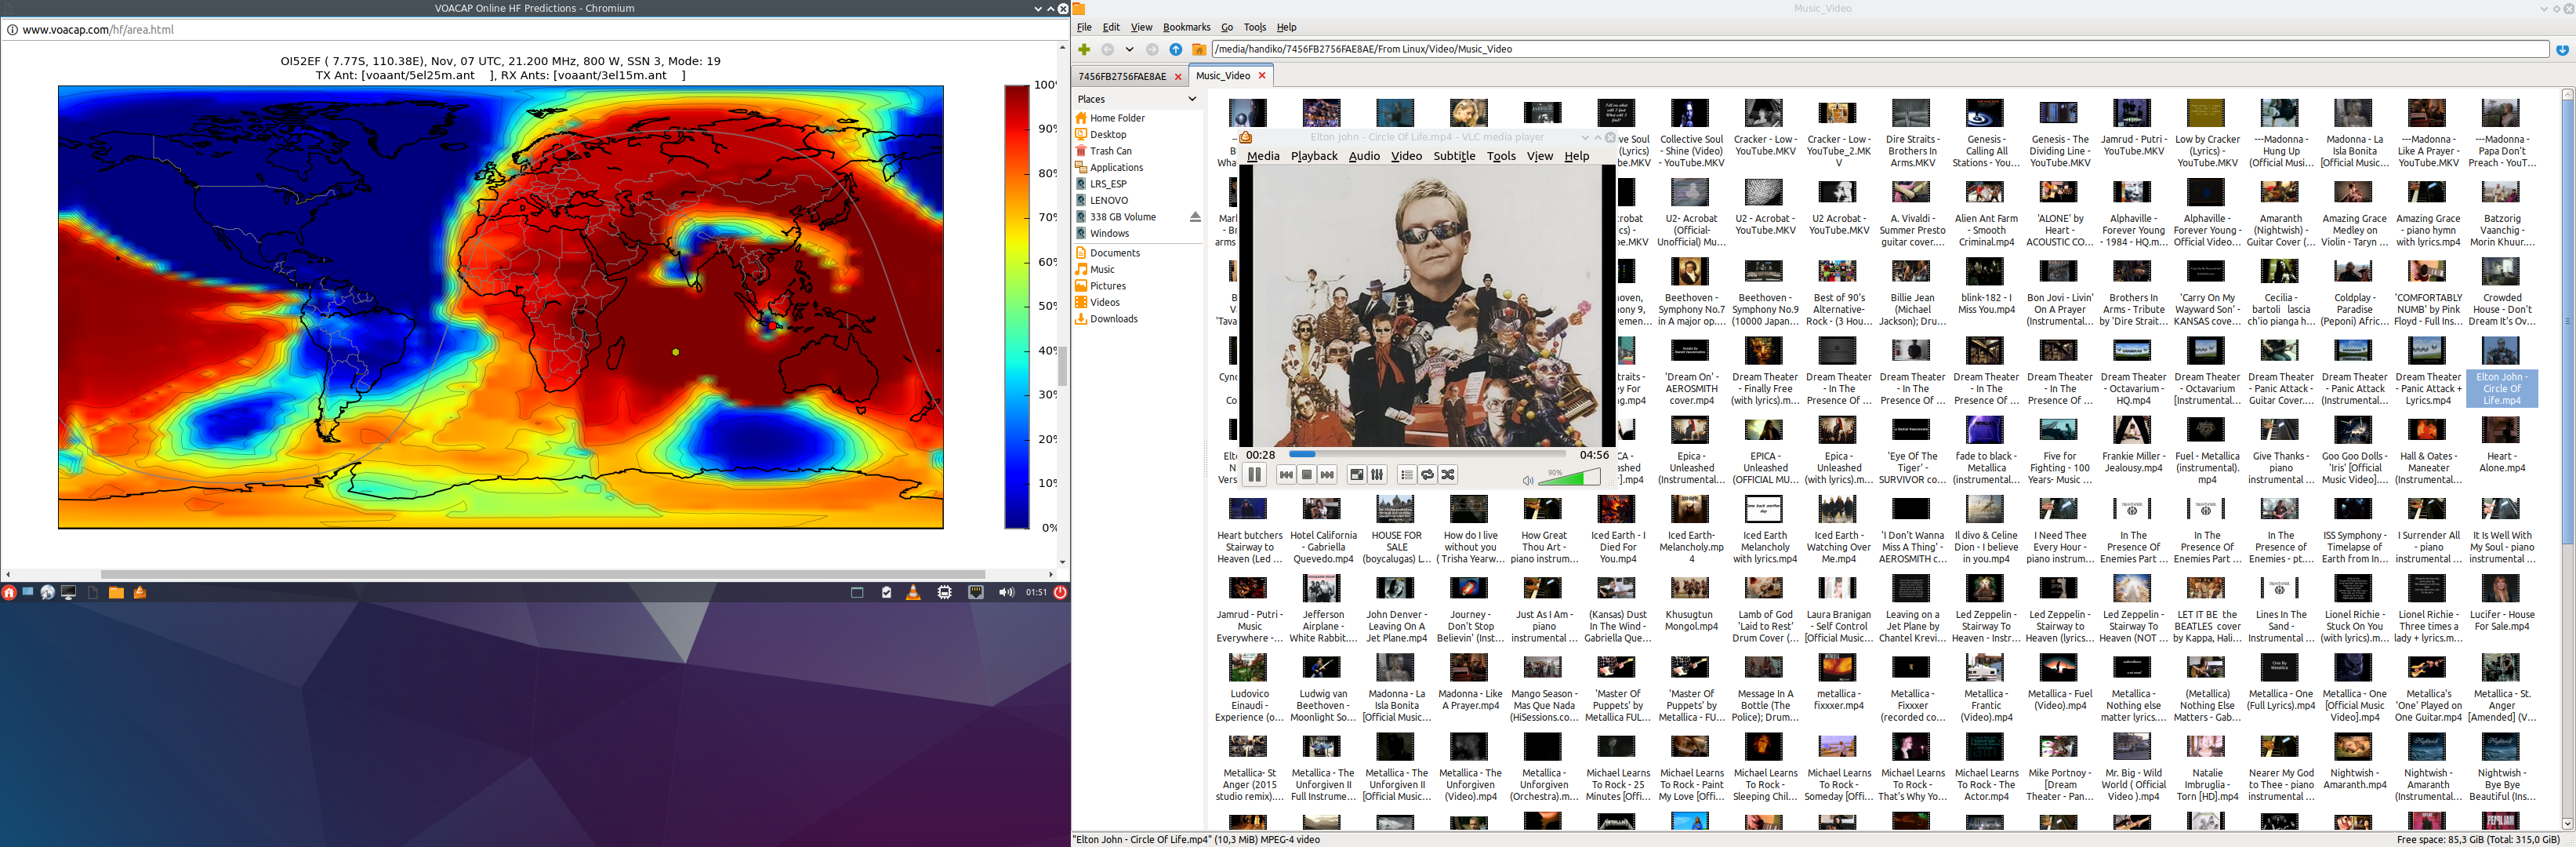 VOACAP Online HF Predictions - Chromium
www.voacap.com/hf/area.html
OI52EF ( 7.77S, 110.38E), Nov, 07 UTC, 21.200 MHz, 800 W, SSN 3, Mode: 19
TX Ant: [voaant/5el25m.ant ], RX Ants: [voaant/3el15m.ant ]
100%
90%
80%
70%
60%
50%
40%
30%
20%
10%
0%
01:51
Music_Video
File Edit View Bookmarks Go Tools Help
/media/handiko/7456FB2756FAE8AE/From Linux/Video/Music_Video
7456FB2756FAE8AE
Music_Video
Places
Home Folder
Desktop
Trash Can
Applications
LRS_ESP
LENOVO
338 GB Volume
Windows
Documents
Music
Pictures
Videos
Downloads
Elton John - Circle Of Life.mp4 - VLC media player
Media Playback Audio Video Subtitle Tools View Help
00:28
04:56
90%
Collective Soul - Shine (Video) - YouTube.MKV
Cracker - Low - YouTube.MKV
Cracker - Low - YouTube_2.MKV
Dire Straits - Brothers In Arms.MKV
Genesis - Calling All Stations - You...
Genesis - The Dividing Line - YouTube.MKV
Jamrud - Putri - YouTube.MKV
Low by Cracker (Lyrics) - YouTube.MKV
---Madonna - Hung Up (Official Musi...
Madonna - La Isla Bonita [Official Music...
---Madonna - Like A Prayer - YouTube.MKV
---Madonna - Papa Don't Preach - YouT...
U2- Acrobat (Official-Unofficial) Mu...
U2 - Acrobat - YouTube.MKV
U2 Acrobat - YouTube.MKV
A. Vivaldi - Summer Presto guitar cover....
Alien Ant Farm - Smooth Criminal.mp4
'ALONE' by Heart - ACOUSTIC CO...
Alphaville - Forever Young - 1984 - HQ.m...
Alphaville - Forever Young - Official Video...
Amaranth (Nightwish) - Guitar Cover (...
Amazing Grace Medley on Violin - Taryn ...
Amazing Grace - piano hymn with lyrics.mp4
Batzorig Vaanchig - Morin Khuur....
Beethoven - Symphony No.7 in A major op....
Beethoven - Symphony No.9 (10000 Japan...
Best of 90's Alternative-Rock - (3 Hou...
Billie Jean (Michael Jackson); Dru...
blink-182 - I Miss You.mp4
Bon Jovi - Livin' On A Prayer (Instrumental...
Brothers In Arms - Tribute by 'Dire Strait...
'Carry On My Wayward Son' - KANSAS cove...
Cecilia - bartoli lascia ch'io pianga h...
Coldplay - Paradise (Peponi) Afric...
'COMFORTABLY NUMB' by Pink Floyd - Full Ins...
Crowded House - Don't Dream It's Ov...
'Dream On' - AEROSMITH cover.mp4
Dream Theater - Finally Free (with lyrics).m...
Dream Theater - In The Presence Of ...
Dream Theater - In The Presence Of ...
Dream Theater - In The Presence Of ...
Dream Theater - Octavarium - HQ.mp4
Dream Theater - Octavarium [Instrumental...
Dream Theater - Panic Attack - Guitar Cover....
Dream Theater - Panic Attack (Instrumental...
Dream Theater - Panic Attack + Lyrics.mp4
Elton John - Circle Of Life.mp4
Epica - Unleashed (Instrumental...
EPICA - Unleashed (OFFICIAL MU...
Epica - Unleashed (with lyrics).m...
'Eye Of The Tiger' - SURVIVOR co...
fade to black - Metallica (instrumental...
Five for Fighting - 100 Years- Music ...
Frankie Miller - Jealousy.mp4
Fuel - Metallica (instrumental).mp4
Give Thanks - piano instrumental ...
Goo Goo Dolls - 'Iris' [Official Music Video]....
Hall & Oates - Maneater (Instrumental...
Heart - Alone.mp4
Heart butchers Stairway to Heaven (Led ...
Hotel California - Gabriella Quevedo.mp4
HOUSE FOR SALE (boycalugas) L...
How do I live without you ( Trisha Yearw...
How Great Thou Art - piano instrum...
Iced Earth - I Died For You.mp4
Iced Earth- Melancholy.mp4
Iced Earth Melancholy with lyrics.mp4
Iced Earth - Watching Over Me.mp4
'I Don't Wanna Miss A Thing' - AEROSMITH c...
Il divo & Celine Dion - I believe in you.mp4
I Need Thee Every Hour - piano instrum...
In The Presence Of Enemies Part ...
In The Presence Of Enemies Part ...
In The Presence of Enemies - pt....
ISS Symphony - Timelapse of Earth from In...
I Surrender All - piano instrumental ...
It Is Well With My Soul - piano instrumental ...
Jamrud - Putri - Music Everywhere -...
Jefferson Airplane - White Rabbit....
John Denver - Leaving On A Jet Plane.mp4
Journey - Don't Stop Believin' (Inst...
Just As I Am - piano instrumental ...
(Kansas) Dust In The Wind - Gabriella Que...
Khusugtun Mongol.mp4
Lamb of God 'Laid to Rest' Drum Cover (...
Laura Branigan - Self Control [Official Music...
Leaving on a Jet Plane by Chantel Krevi...
Led Zeppelin - Stairway To Heaven - Instr...
Led Zeppelin - Stairway to Heaven (lyrics...
Led Zeppelin - Stairway To Heaven (NOT ...
LET IT BE the BEATLES cover by Kappa, Hali...
Lines In The Sand - Instrumental ...
Lionel Richie - Stuck On You (with lyrics).m...
Lionel Richie - Three times a lady + lyrics.m...
Lucifer - House For Sale.mp4
Ludovico Einaudi - Experience (o...
Ludwig van Beethoven - Moonlight So...
Madonna - La Isla Bonita [Official Music...
Madonna - Like A Prayer.mp4
Mango Season - Mas Que Nada (HiSessions.co...
'Master Of Puppets' by Metallica FUL...
'Master Of Puppets' by Metallica - FU...
Message In A Bottle (The Police); Drum...
metallica - fixxxer.mp4
Metallica - Fixxxer (recorded co...
Metallica - Frantic (Video).mp4
Metallica - Fuel (Video).mp4
Metallica - Nothing else matter lyrics....
(Metallica) Nothing Else Matters - Gab...
Metallica - One (Full Lyrics).mp4
Metallica - One [Official Music Video].mp4
Metallica's 'One' Played on One Guitar.mp4
Metallica - St. Anger [Amended] (V...
Metallica- St Anger (2015 studio remix)....
Metallica - The Unforgiven II Full Instrume...
Metallica - The Unforgiven II [Official Music...
Metallica - The Unforgiven (Video).mp4
Metallica - Unforgiven (Orchestra).m...
Michael Learns To Rock - 25 Minutes [Offi...
Michael Learns To Rock - Paint My Love [Offi...
Michael Learns To Rock - Sleeping Chil...
Michael Learns To Rock - Someday [Offi...
Michael Learns To Rock - That's Why Yo...
Michael Learns To Rock - The Actor.mp4
Mike Portnoy - [Dream Theater - Pan...
Mr. Big - Wild World ( Official Video ).mp4
Natalie Imbruglia - Torn [HD].mp4
Nearer My God to Thee - piano instrumental ...
Nightwish - Amaranth.mp4
Nightwish - Amaranth (Instrumental...
Nightwish - Bye Bye Beautiful (Ins...
"Elton John - Circle Of Life.mp4" (10,3 MiB) MPEG-4 video
Free space: 85,3 GiB (Total: 315,0 GiB)